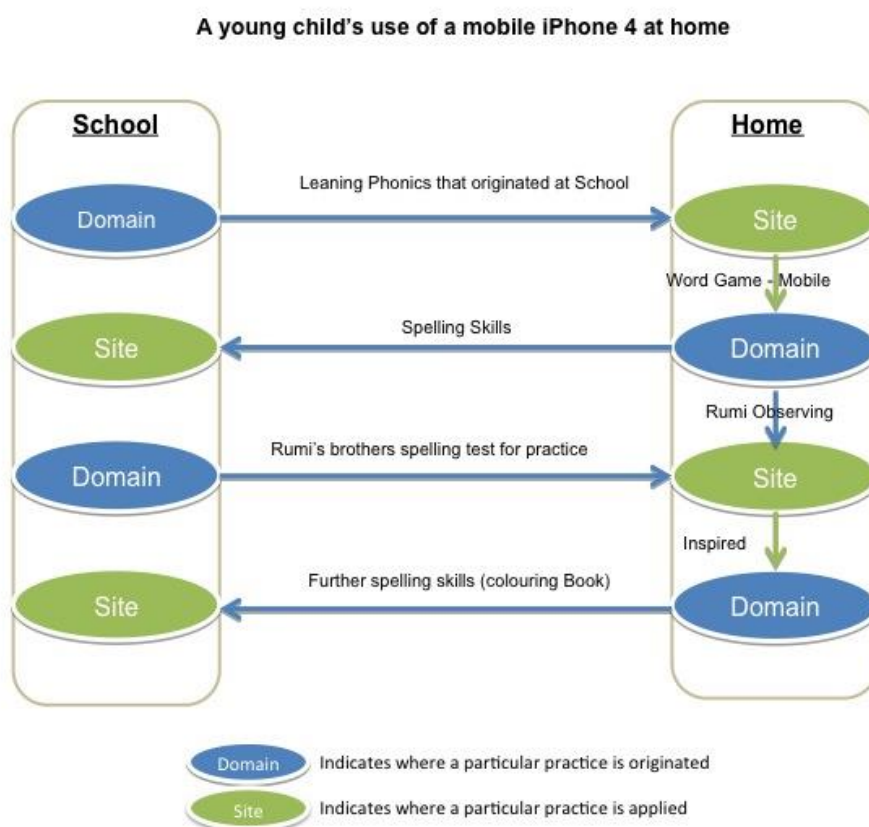 A young child's use of a mobile iPhone 4 at home
School
Home
Leaning Phonics that originated at School
Domain
Site
Word Game - Mobile
Spelling Skills
Site
Domain
Rumi Observing
Rumi's brothers spelling test for practice
Domain
Site
Inspired
Further spelling skills (colouring Book)
Site
Domain
Domain
Indicates where a particular practice is originated
Site
Indicates where a particular practice is applied